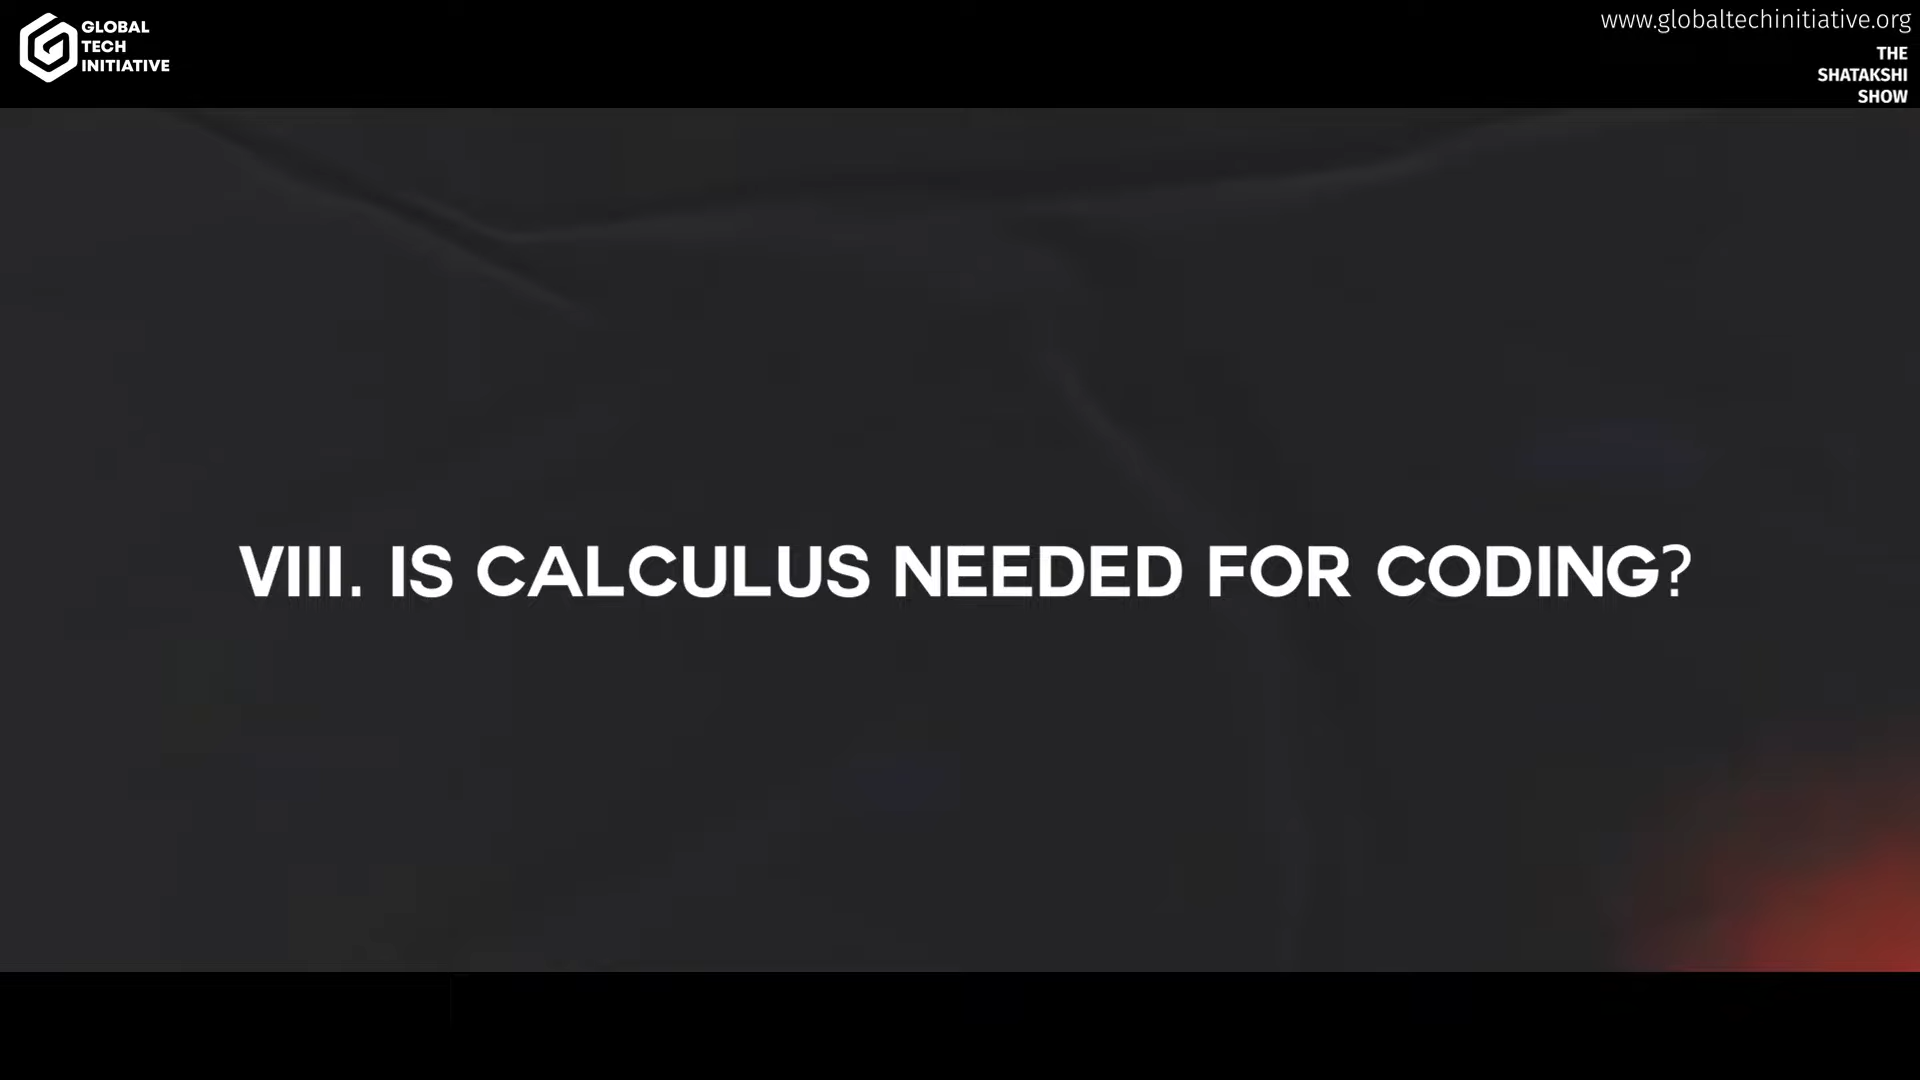 GLOBAL
TECH
INITIATIVE
www.globaltechinitiative.org
THE
SHATAKSHI
SHOW
VIII. IS CALCULUS NEEDED FOR CODING?